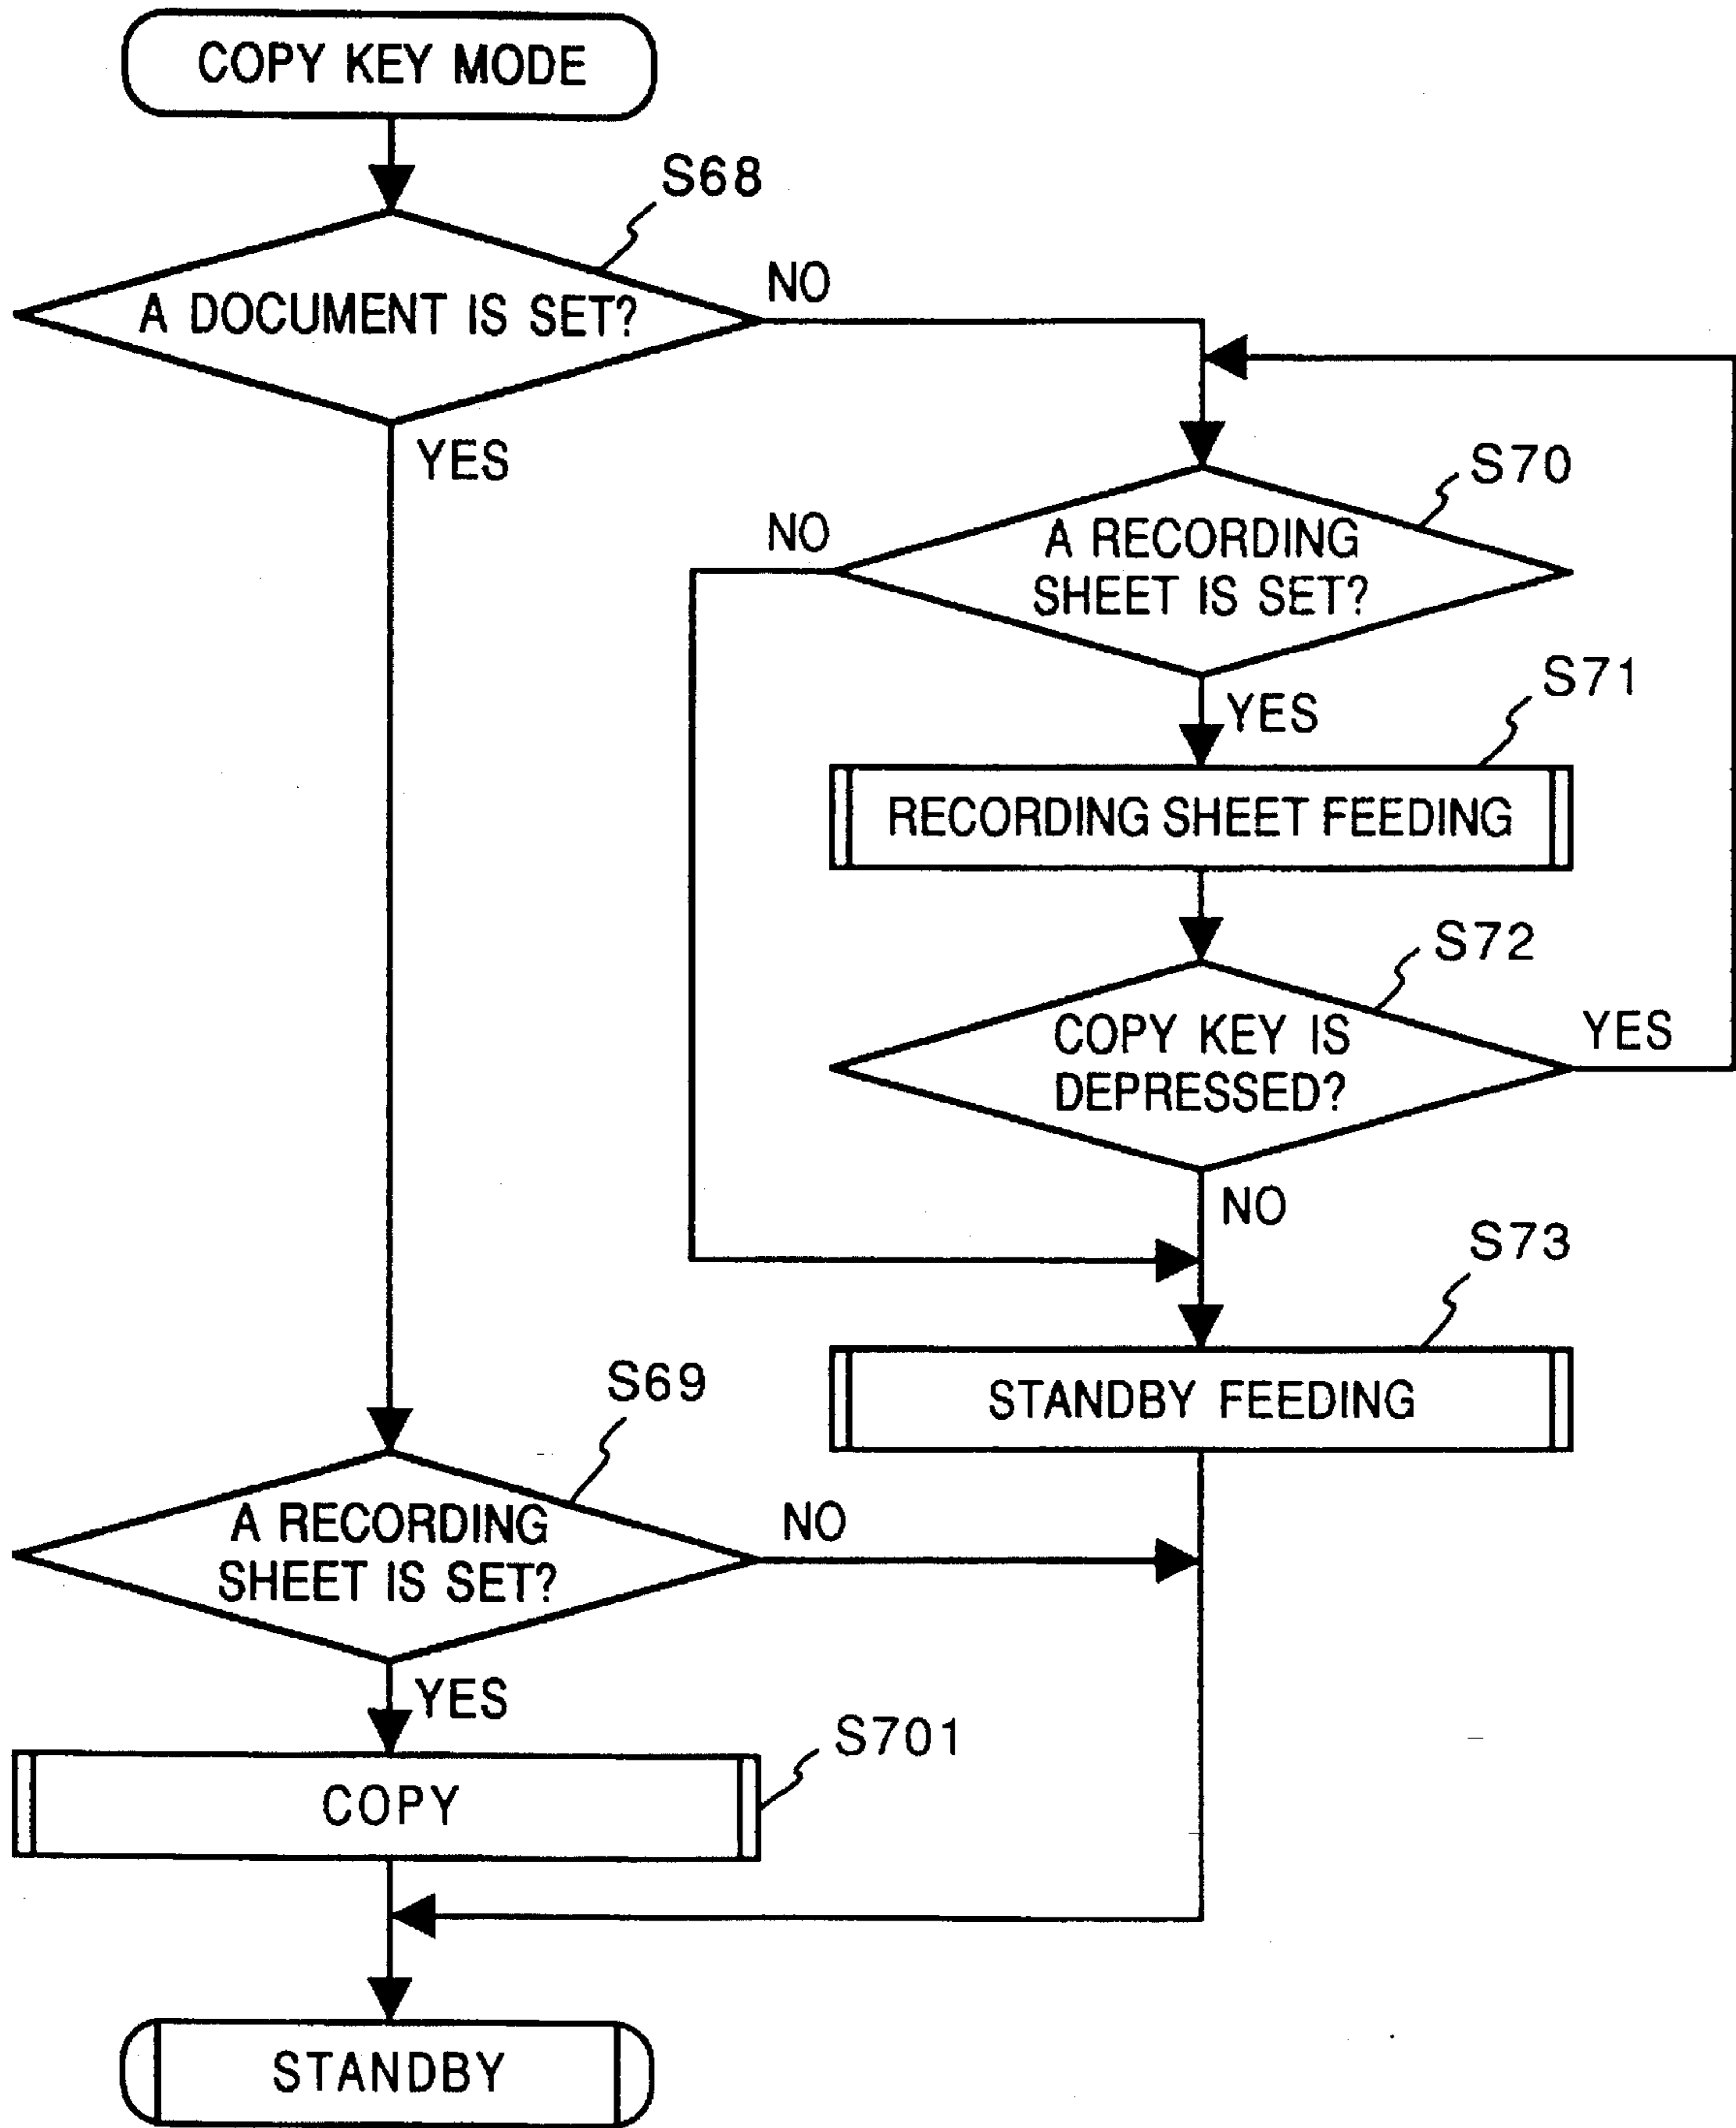 COPY KEY MODE
S68
A DOCUMENT IS SET?
NO
YES
S70
NO
A RECORDING
SHEET IS SET?
S71
YES
RECORDING SHEET FEEDING
S72
COPY KEY IS
DEPRESSED?
YES
NO
S73
STANDBY FEEDING
S69
A RECORDING
SHEET IS SET?
NO
YES
S701
COPY
STANDBY